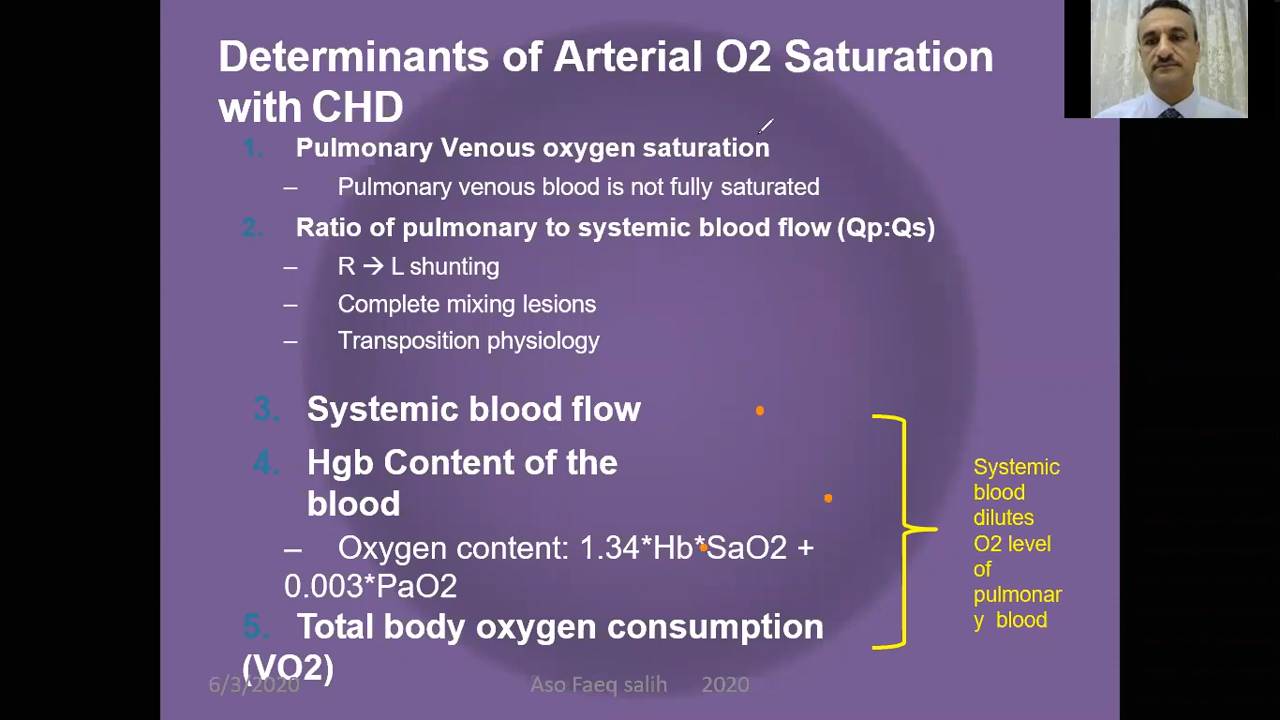 Determinants of Arterial O2 Saturation
with CHD
1. Pulmonary Venous oxygen saturation
– Pulmonary venous blood is not fully saturated
2. Ratio of pulmonary to systemic blood flow (Qp:Qs)
– R → L shunting
– Complete mixing lesions
– Transposition physiology
3. Systemic blood flow
4. Hgb Content of the
blood
– Oxygen content: 1.34*Hb*SaO2 +
0.003*PaO2
5. Total body oxygen consumption
(VO2)
Systemic
blood
dilutes
O2 level
of
pulmonar
y blood
6/3/2020
Aso Faeq salih 2020